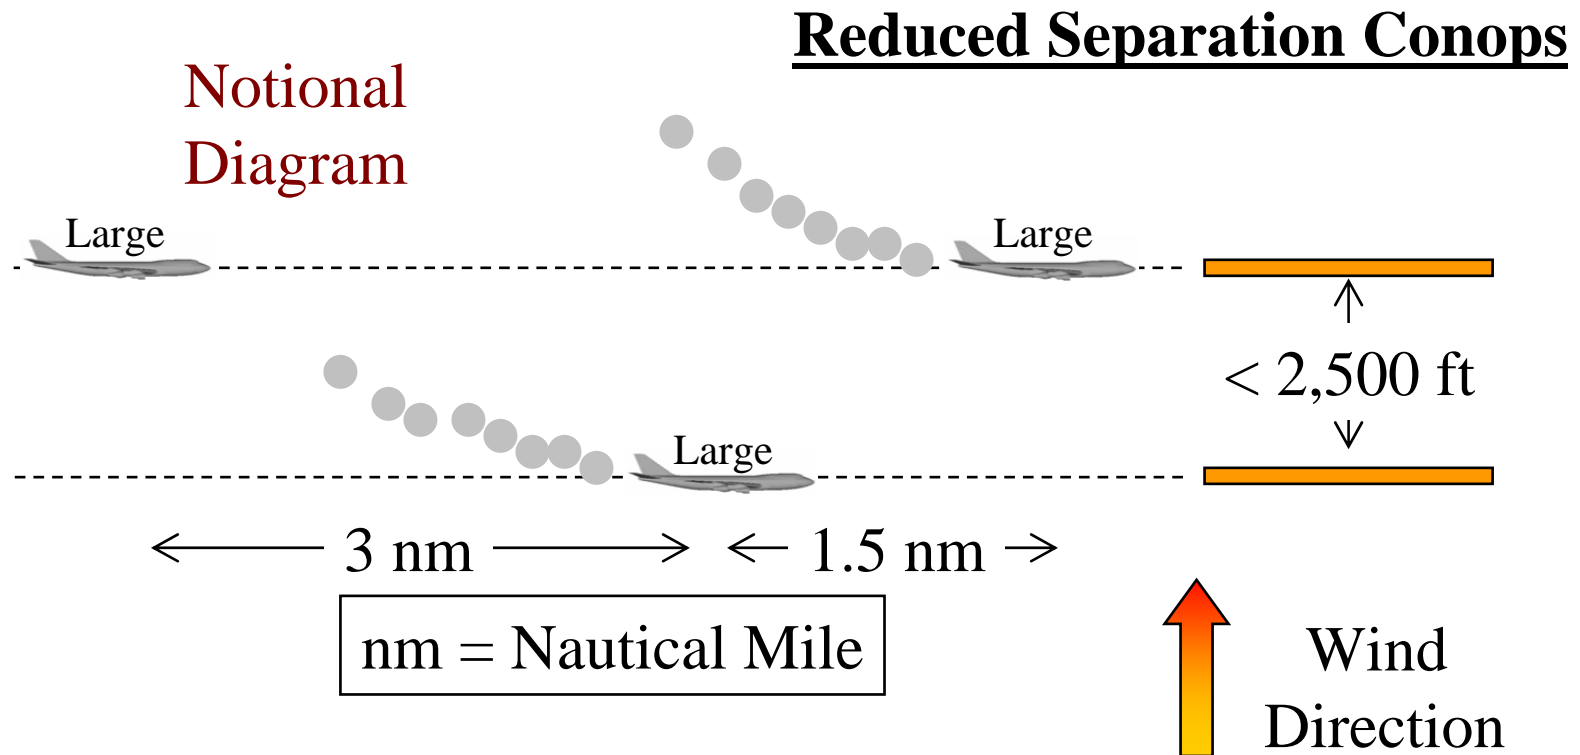 Reduced Separation Conops
Notional
Diagram
Large
Large
< 2,500 ft
Large
3 nm
1.5 nm
nm = Nautical Mile
Wind
Direction